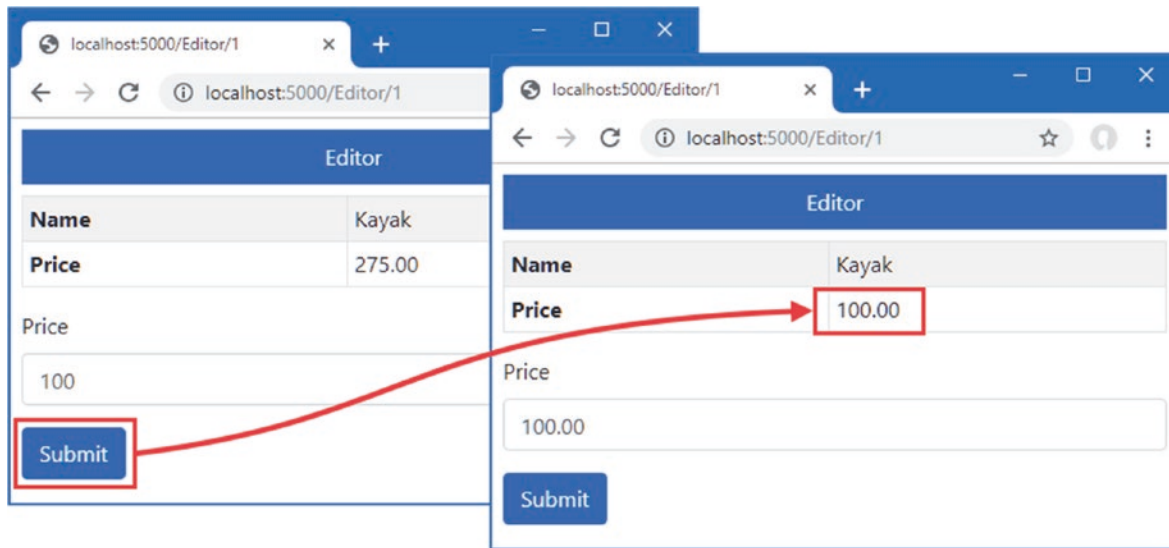 localhost:5000/Editor/1
localhost:5000/Editor/1
Editor
Name Kayak
Price 275.00
Price
100
Submit
localhost:5000/Editor/1
localhost:5000/Editor/1
Editor
Name Kayak
Price 100.00
Price
100.00
Submit